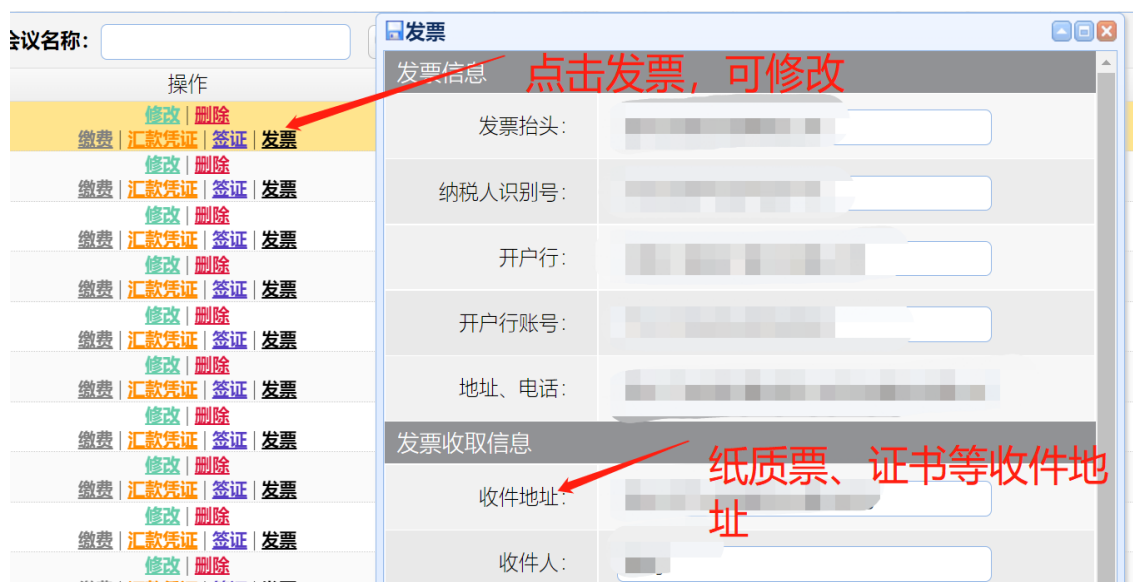 会议名称：
操作
修改 | 删除
缴费 | 汇款凭证 | 签证 | 发票
修改 | 删除
缴费 | 汇款凭证 | 签证 | 发票
修改 | 删除
缴费 | 汇款凭证 | 签证 | 发票
修改 | 删除
缴费 | 汇款凭证 | 签证 | 发票
修改 | 删除
缴费 | 汇款凭证 | 签证 | 发票
修改 | 删除
缴费 | 汇款凭证 | 签证 | 发票
修改 | 删除
缴费 | 汇款凭证 | 签证 | 发票
修改 | 删除
缴费 | 汇款凭证 | 签证 | 发票
修改 | 删除
缴费 | 汇款凭证 | 签证 | 发票
修改 | 删除
缴费 | 汇款凭证 | 签证 | 发票
发票
发票信息
点击发票，可修改
发票抬头：
纳税人识别号：
开户行：
开户行账号：
地址、电话：
发票收取信息
纸质票、证书等收件地
址
收件地址：
收件人：